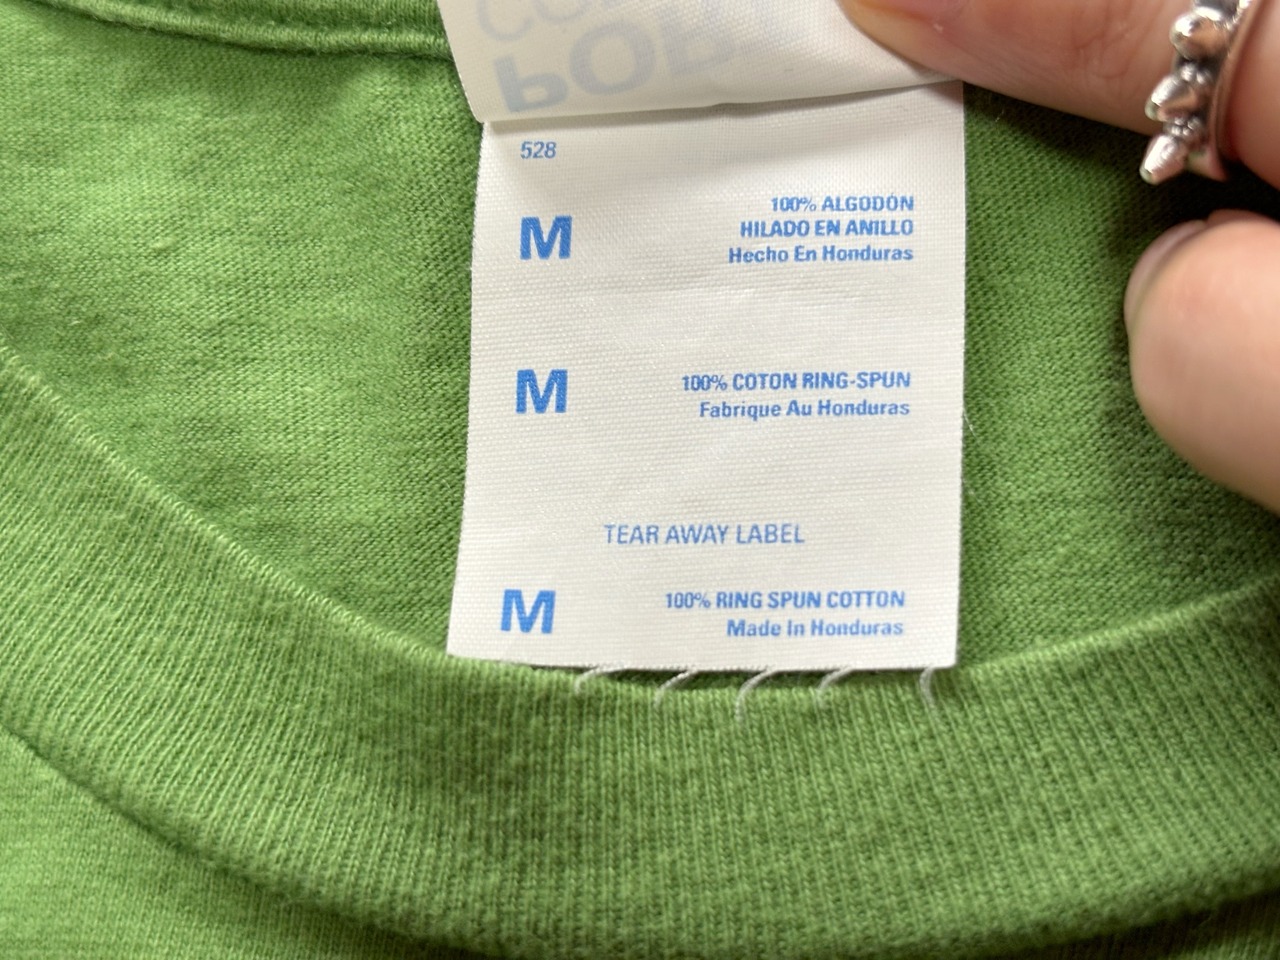 528
M
100% ALGODÓN
HILADO EN ANILLO
Hecho En Honduras
M
100% COTON RING-SPUN
Fabrique Au Honduras
TEAR AWAY LABEL
M
100% RING SPUN COTTON
Made In Honduras